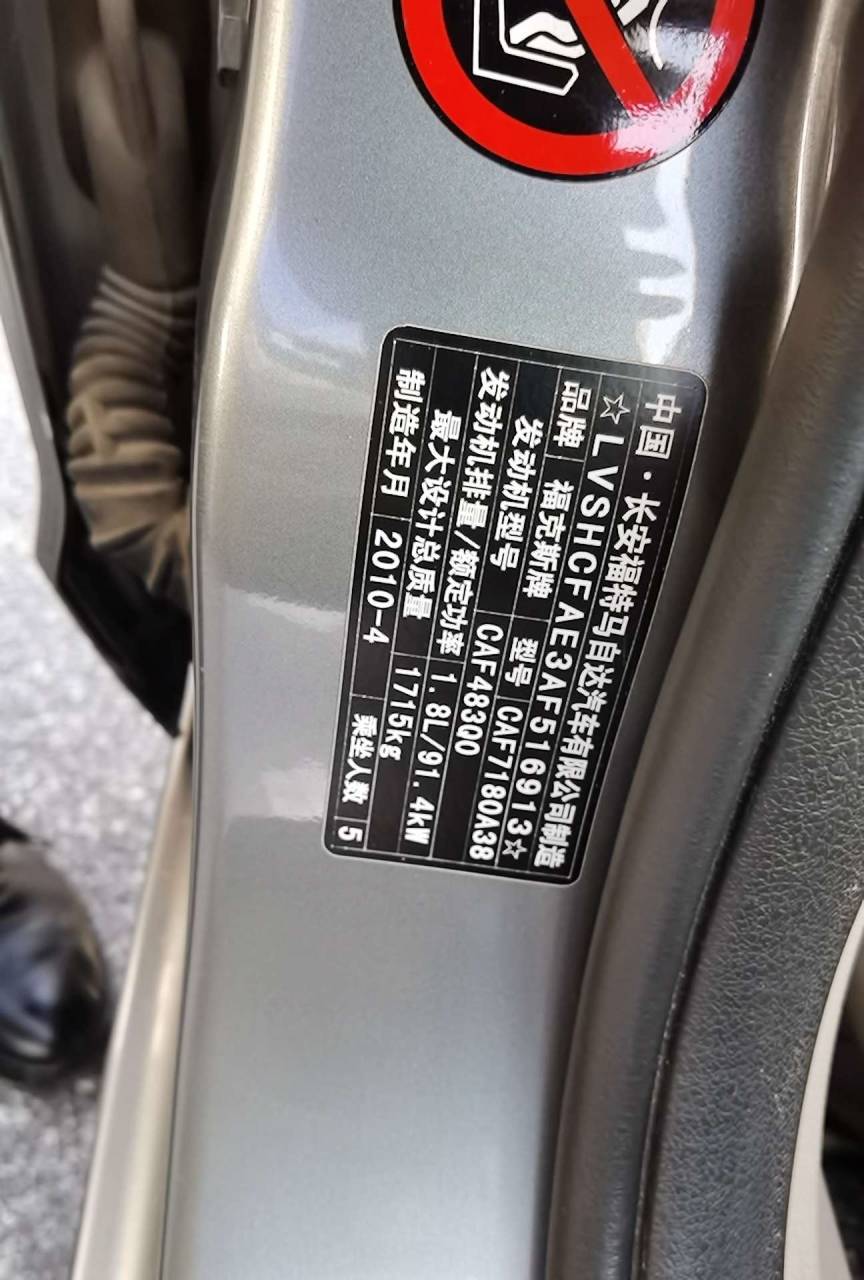 中国·长安福特马自达汽车有限公司制造
☆LVSHCFAE3AF516913☆
品牌 福克斯牌 型号 CAF7180A38
发动机型号 CAF483Q0
发动机排量/额定功率 1.8L/91.4kW
最大设计总质量 1715kg
制造年月 2010-4 乘坐人数 5